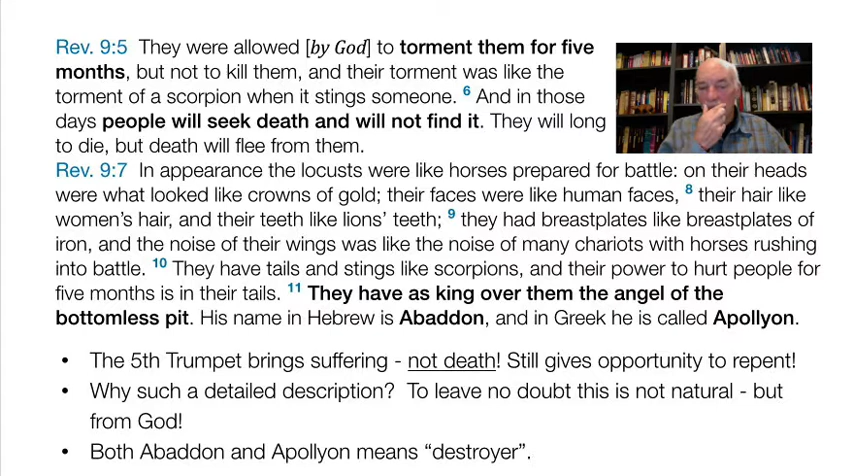 Rev. 9:5 They were allowed [by God] to torment them for five
months, but not to kill them, and their torment was like the
torment of a scorpion when it stings someone. 6 And in those
days people will seek death and will not find it. They will long
to die, but death will flee from them.
Rev. 9:7 In appearance the locusts were like horses prepared for battle: on their heads
were what looked like crowns of gold; their faces were like human faces, 8 their hair like
women's hair, and their teeth like lions' teeth; 9 they had breastplates like breastplates of
iron, and the noise of their wings was like the noise of many chariots with horses rushing
into battle. 10 They have tails and stings like scorpions, and their power to hurt people for
five months is in their tails. 11 They have as king over them the angel of the
bottomless pit. His name in Hebrew is Abaddon, and in Greek he is called Apollyon.
• The 5th Trumpet brings suffering - not death! Still gives opportunity to repent!
• Why such a detailed description? To leave no doubt this is not natural - but
from God!
• Both Abaddon and Apollyon means “destroyer”.